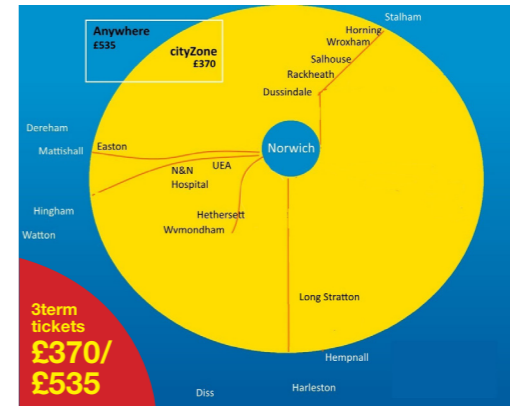 Stalham
Anywhere
£535
cityZone
£370
Horning
Wroxham
Salhouse
Rackheath
Dussindale
Dereham
Mattishall
Easton
Norwich
UEA
N&N
Hospital
Hingham
Hethersett
Watton
Wvmondham
Long Stratton
3term
tickets
£370/
£535
Hempnall
Diss
Harleston